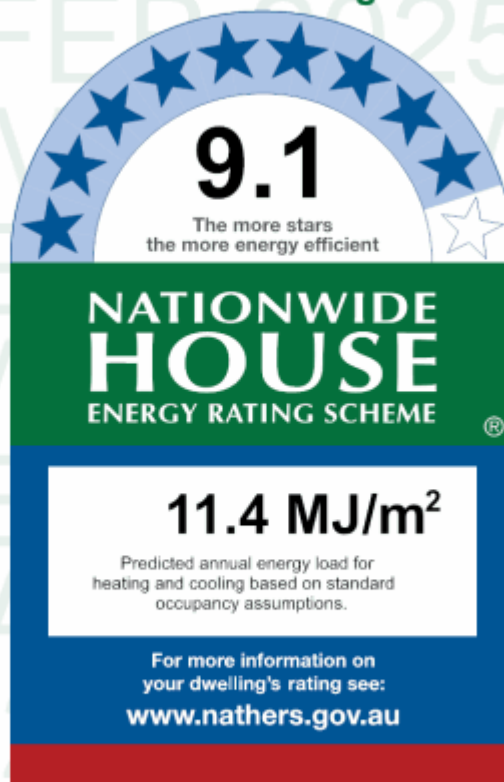 9.1
The more stars
the more energy efficient
NATIONWIDE
HOUSE
ENERGY RATING SCHEME
®
11.4 MJ/m²
Predicted annual energy load for
heating and cooling based on standard
occupancy assumptions.
For more information on
your dwelling's rating see:
www.nathers.gov.au